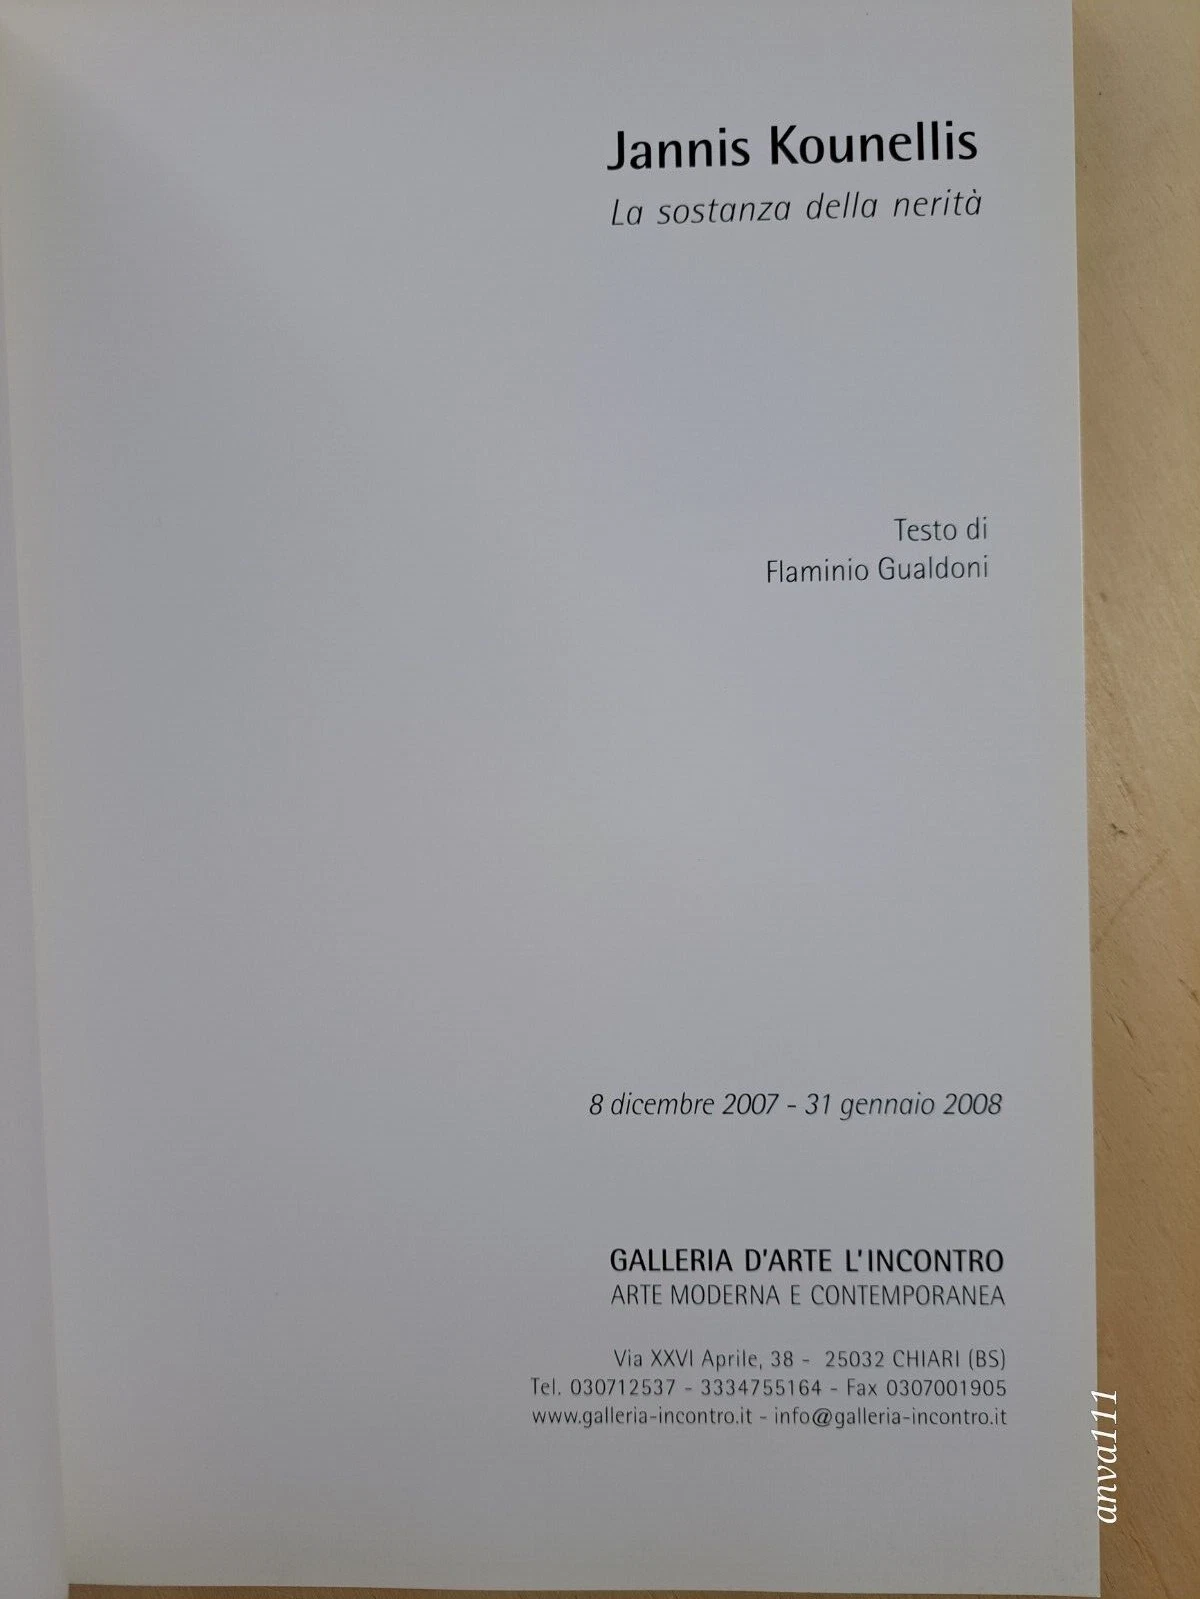 Jannis Kounellis
La sostanza della nerità
Testo di
Flaminio Gualdoni
8 dicembre 2007 - 31 gennaio 2008
GALLERIA D'ARTE L'INCONTRO
ARTE MODERNA E CONTEMPORANEA
Via XXVI Aprile, 38 - 25032 CHIARI (BS)
Tel. 030712537 - 3334755164 - Fax 0307001905
www.galleria-incontro.it - info@galleria-incontro.it
anva111